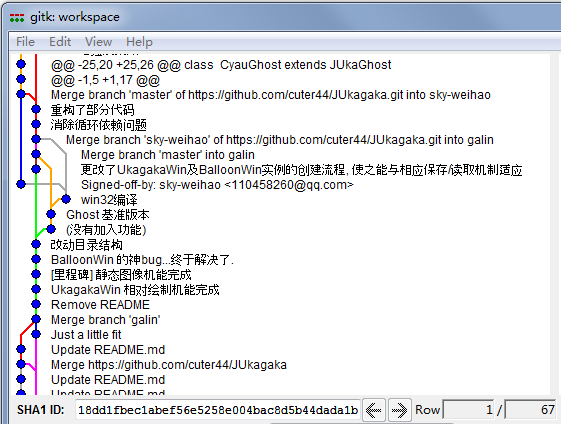 gitk: workspace
File Edit View Help
@@ -25,20 +25,26 @@ class  CyauGhost extends JUkaGhost
@@ -1,5 +1,17 @@
Merge branch 'master' of https://github.com/cuter44/JUkagaka.git into sky-weihao
重构了部分代码
消除循环依赖问题
Merge branch 'sky-weihao' of https://github.com/cuter44/JUkagaka.git into galin
Merge branch 'master' into galin
更改了UkagakaWin及BalloonWin实例的创建流程, 使之能与相应保存/读取机制适应
Signed-off-by: sky-weihao <110458260@qq.com>
win32编译
Ghost 基准版本
(没有加入功能)
改动目录结构
BalloonWin 的神bug...终于解决了.
[里程碑] 静态图像机能完成
UkagakaWin 相对绘制机能完成
Remove README
Merge branch 'galin'
Just a little fit
Update README.md
Merge https://github.com/cuter44/JUkagaka
Update README.md
Update README.md
SHA1 ID: 18dd1fbec1abef56e5258e004bac8d5b44dada1b Row 1 / 67